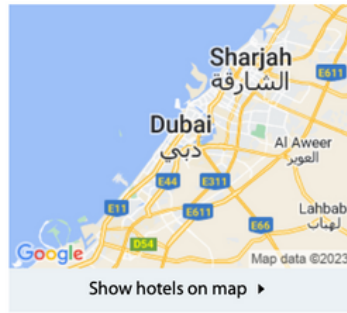 Sharjah
الشارقة
E611
Dubai
دبي
Al Aweer
العوير
E44
E311
E11
E611
Lahbab
لهباب
E66
D54
Google
Map data ©2023
Show hotels on map